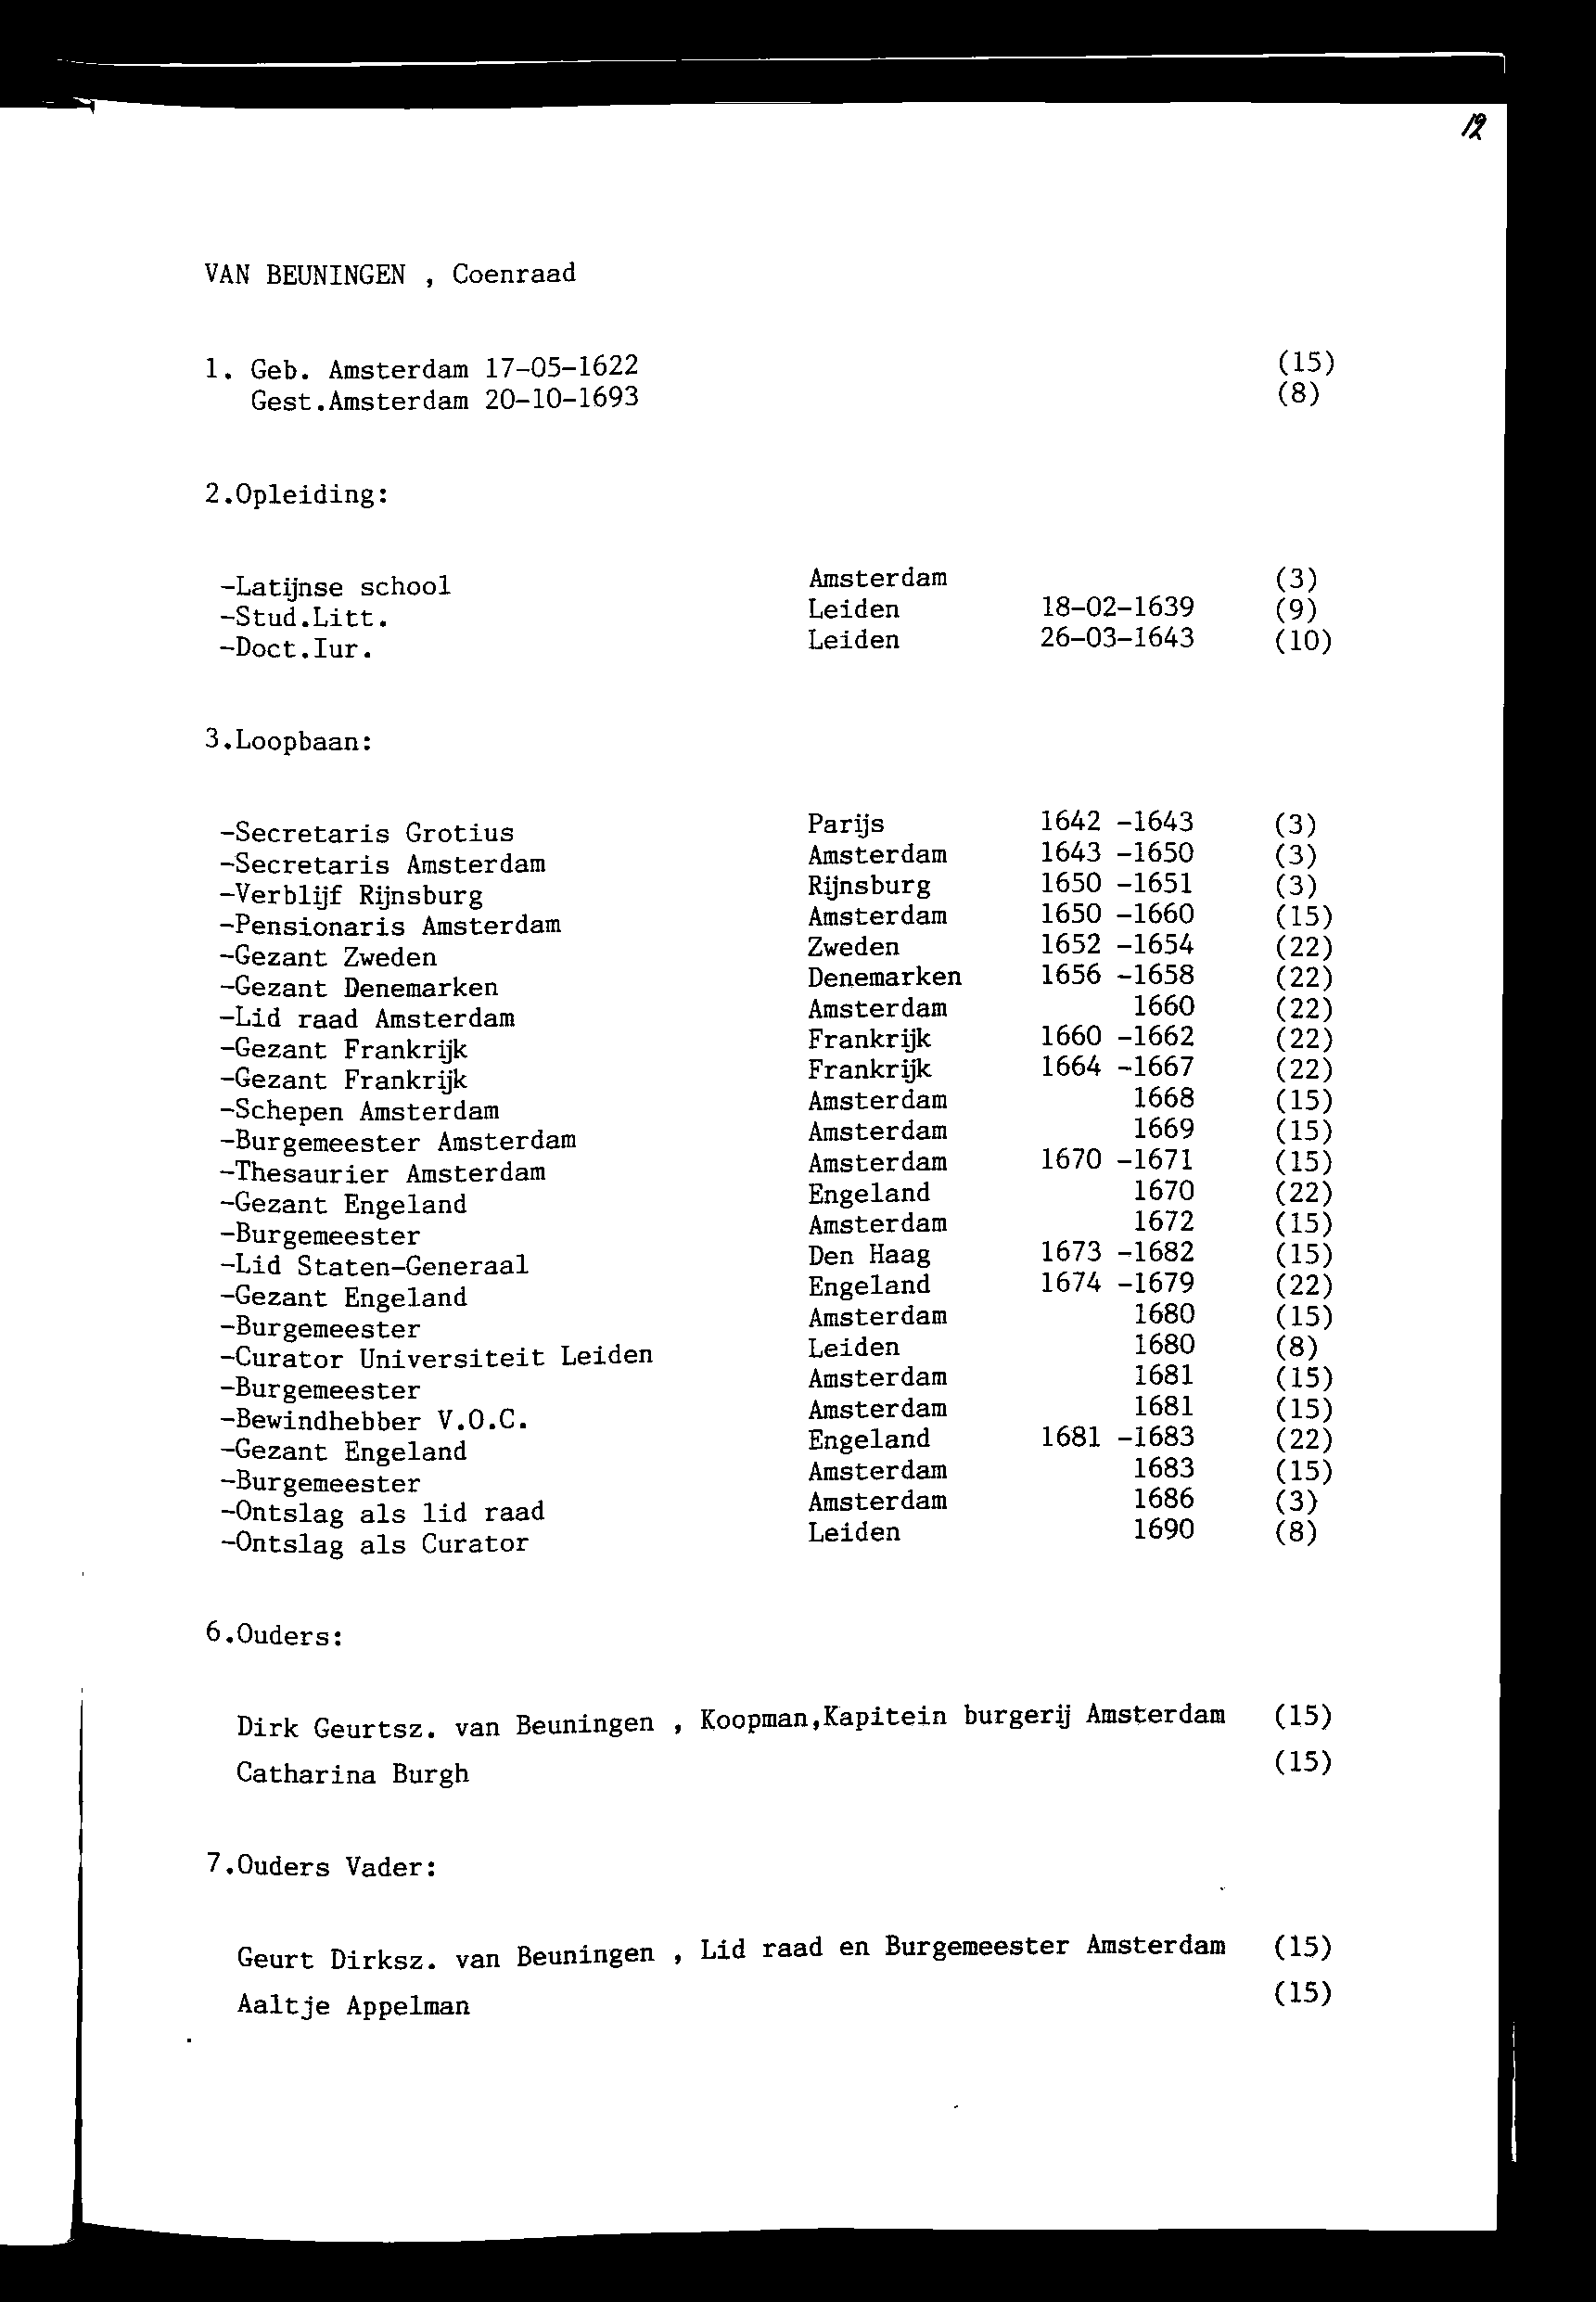 12
VAN BEUNINGEN , Coenraad
1. Geb. Amsterdam 17-05-1622 (15)
Gest.Amsterdam 20-10-1693 (8)
2.Opleiding:
-Latijnse school Amsterdam (3)
-Stud.Litt. Leiden 18-02-1639 (9)
-Doct.Iur. Leiden 26-03-1643 (10)
3.Loopbaan:
-Secretaris Grotius Parijs 1642 -1643 (3)
-Secretaris Amsterdam Amsterdam 1643 -1650 (3)
-Verblijf Rijnsburg Rijnsburg 1650 -1651 (3)
-Pensionaris Amsterdam Amsterdam 1650 -1660 (15)
-Gezant Zweden Zweden 1652 -1654 (22)
-Gezant Denemarken Denemarken 1656 -1658 (22)
-Lid raad Amsterdam Amsterdam 1660 (22)
-Gezant Frankrijk Frankrijk 1660 -1662 (22)
-Gezant Frankrijk Frankrijk 1664 -1667 (22)
-Schepen Amsterdam Amsterdam 1668 (15)
-Burgemeester Amsterdam Amsterdam 1669 (15)
-Thesaurier Amsterdam Amsterdam 1670 -1671 (15)
-Gezant Engeland Engeland 1670 (22)
-Burgemeester Amsterdam 1672 (15)
-Lid Staten-Generaal Den Haag 1673 -1682 (15)
-Gezant Engeland Engeland 1674 -1679 (22)
-Burgemeester Amsterdam 1680 (15)
-Curator Universiteit Leiden Leiden 1680 (8)
-Burgemeester Amsterdam 1681 (15)
-Bewindhebber V.O.C. Amsterdam 1681 (15)
-Gezant Engeland Engeland 1681 -1683 (22)
-Burgemeester Amsterdam 1683 (15)
-Ontslag als lid raad Amsterdam 1686 (3)
-Ontslag als Curator Leiden 1690 (8)
6.Ouders:
Dirk Geurtsz. van Beuningen , Koopman,Kapitein burgerij Amsterdam (15)
Catharina Burgh (15)
7.Ouders Vader:
Geurt Dirksz. van Beuningen , Lid raad en Burgemeester Amsterdam (15)
Aaltje Appelman (15)